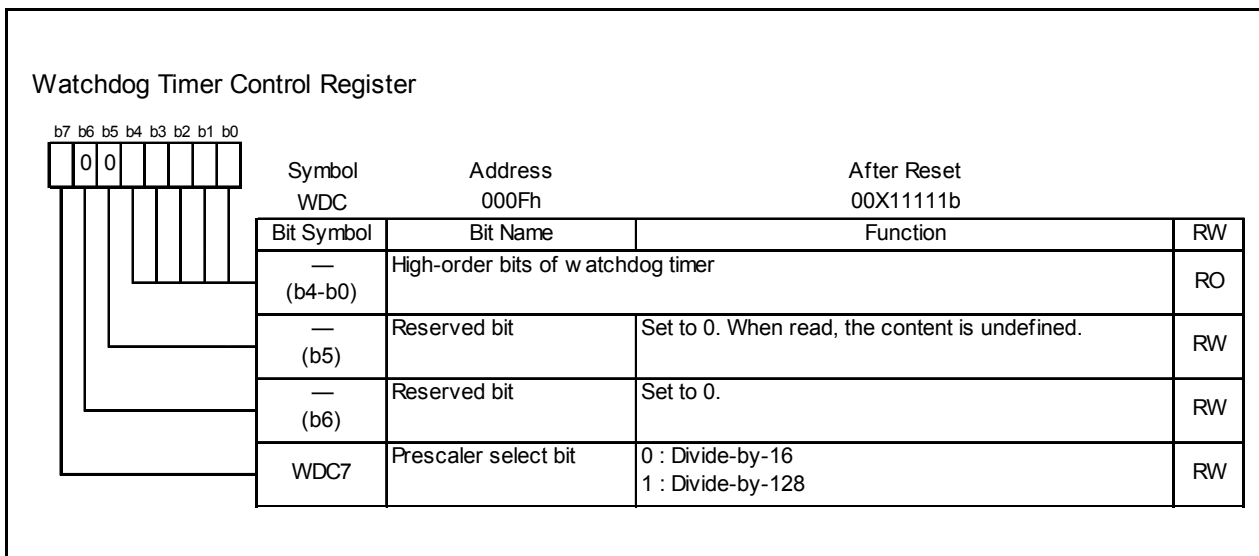 Watchdog Timer Control Register
b7 b6 b5 b4 b3 b2 b1 b0
0 0
Symbol Address After Reset
WDC 000Fh 00X11111b
Bit Symbol Bit Name Function RW
— (b4-b0) High-order bits of watchdog timer RO
— (b5) Reserved bit Set to 0. When read, the content is undefined. RW
— (b6) Reserved bit Set to 0. RW
WDC7 Prescaler select bit 0 : Divide-by-16 RW
1 : Divide-by-128